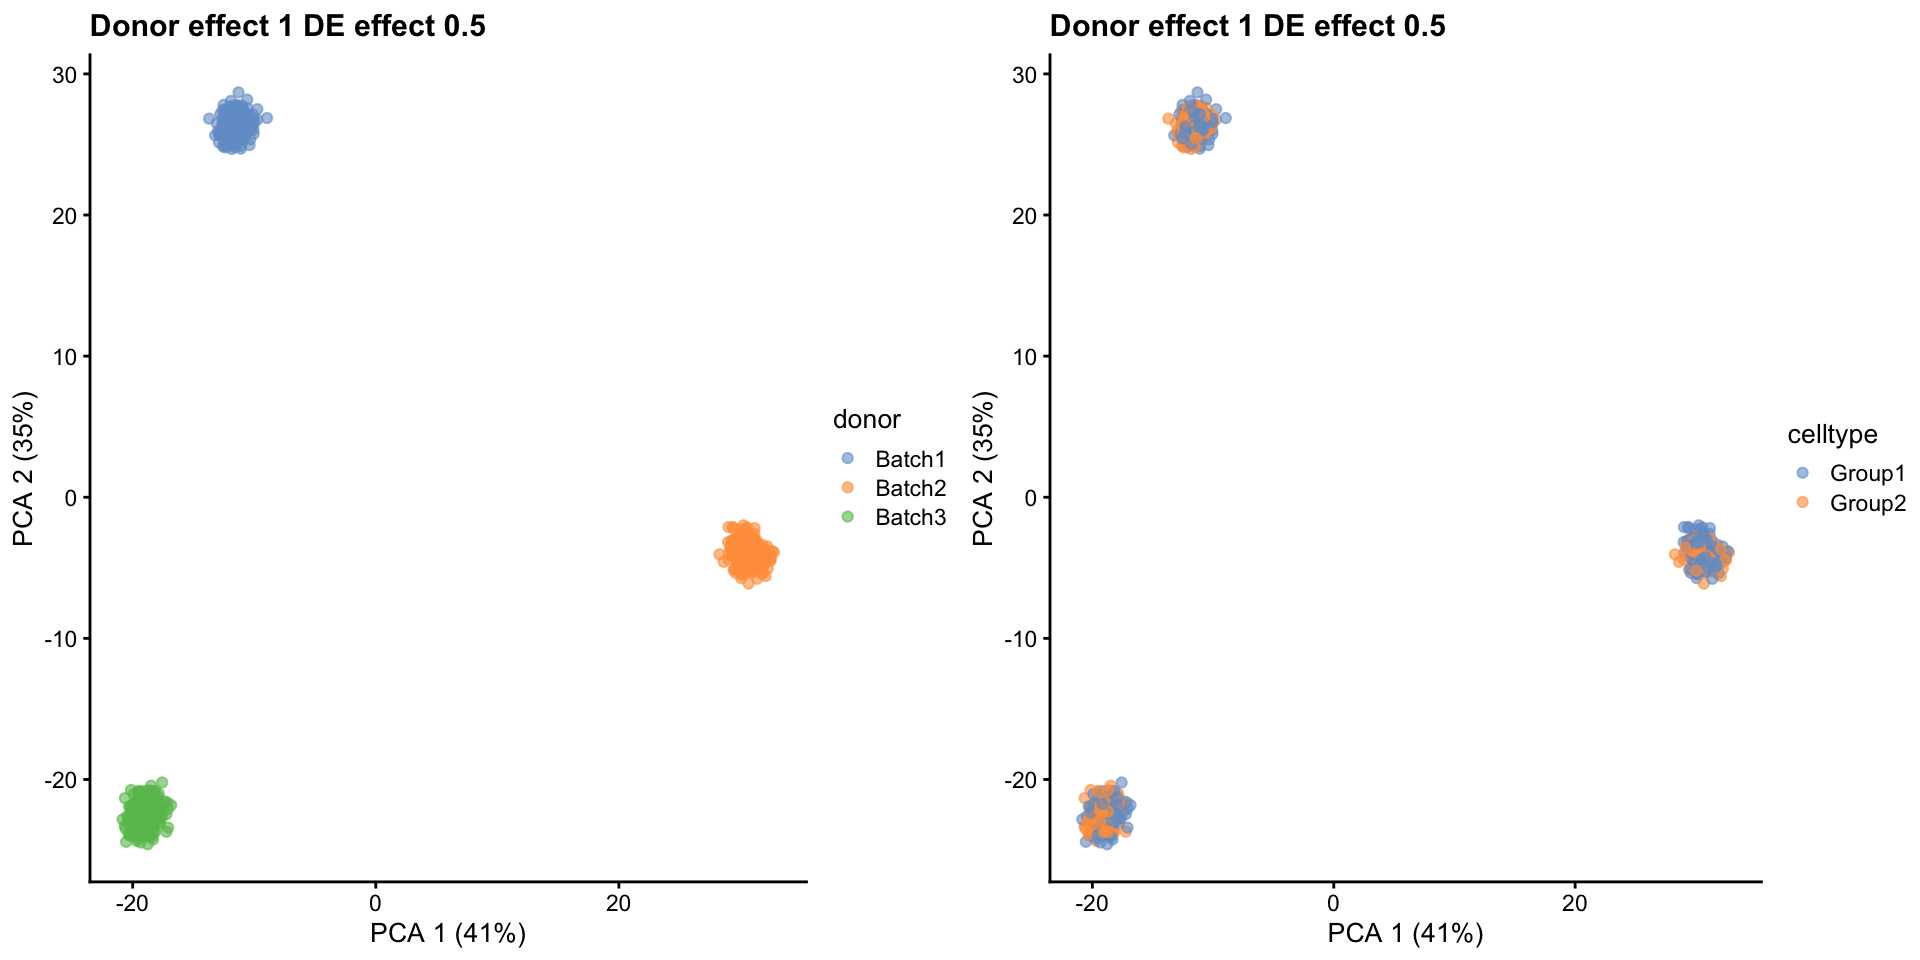 Donor effect 1 DE effect 0.5
30
20
10
0
-10
-20
PCA 2 (35%)
-20
0
20
PCA 1 (41%)
donor
Batch1
Batch2
Batch3
Donor effect 1 DE effect 0.5
30
20
10
0
-10
-20
PCA 2 (35%)
-20
0
20
PCA 1 (41%)
celltype
Group1
Group2